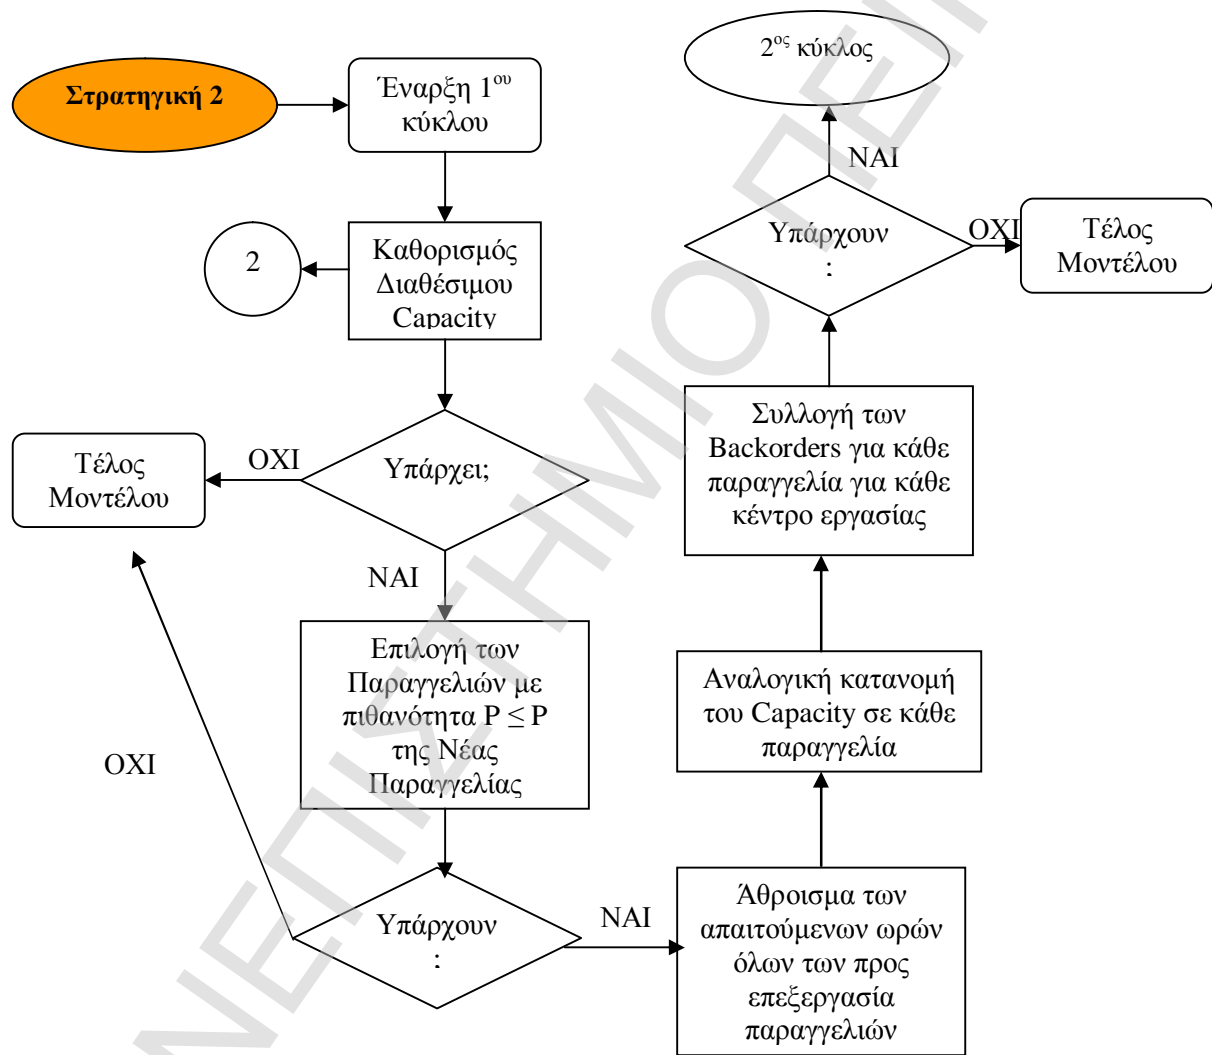 Στρατηγική 2
Έναρξη 1ου
κύκλου
2
Καθορισμός
Διαθέσιμου
Capacity
Υπάρχει;
ΟΧΙ
Τέλος
Μοντέλου
ΝΑΙ
Επιλογή των
Παραγγελιών με
πιθανότητα P ≤ P
της Νέας
Παραγγελίας
ΟΧΙ
Υπάρχουν
;
ΝΑΙ
Άθροισμα των
απαιτούμενων ωρών
όλων των προς
επεξεργασία
παραγγελιών
Αναλογική κατανομή
του Capacity σε κάθε
παραγγελία
Συλλογή των
Backorders για κάθε
παραγγελία για κάθε
κέντρο εργασίας
Υπάρχουν
;
ΟΧΙ
Τέλος
Μοντέλου
ΝΑΙ
2ος κύκλος
ΝΕΠΙΣΤΗΜΙΟ ΠΕΙ